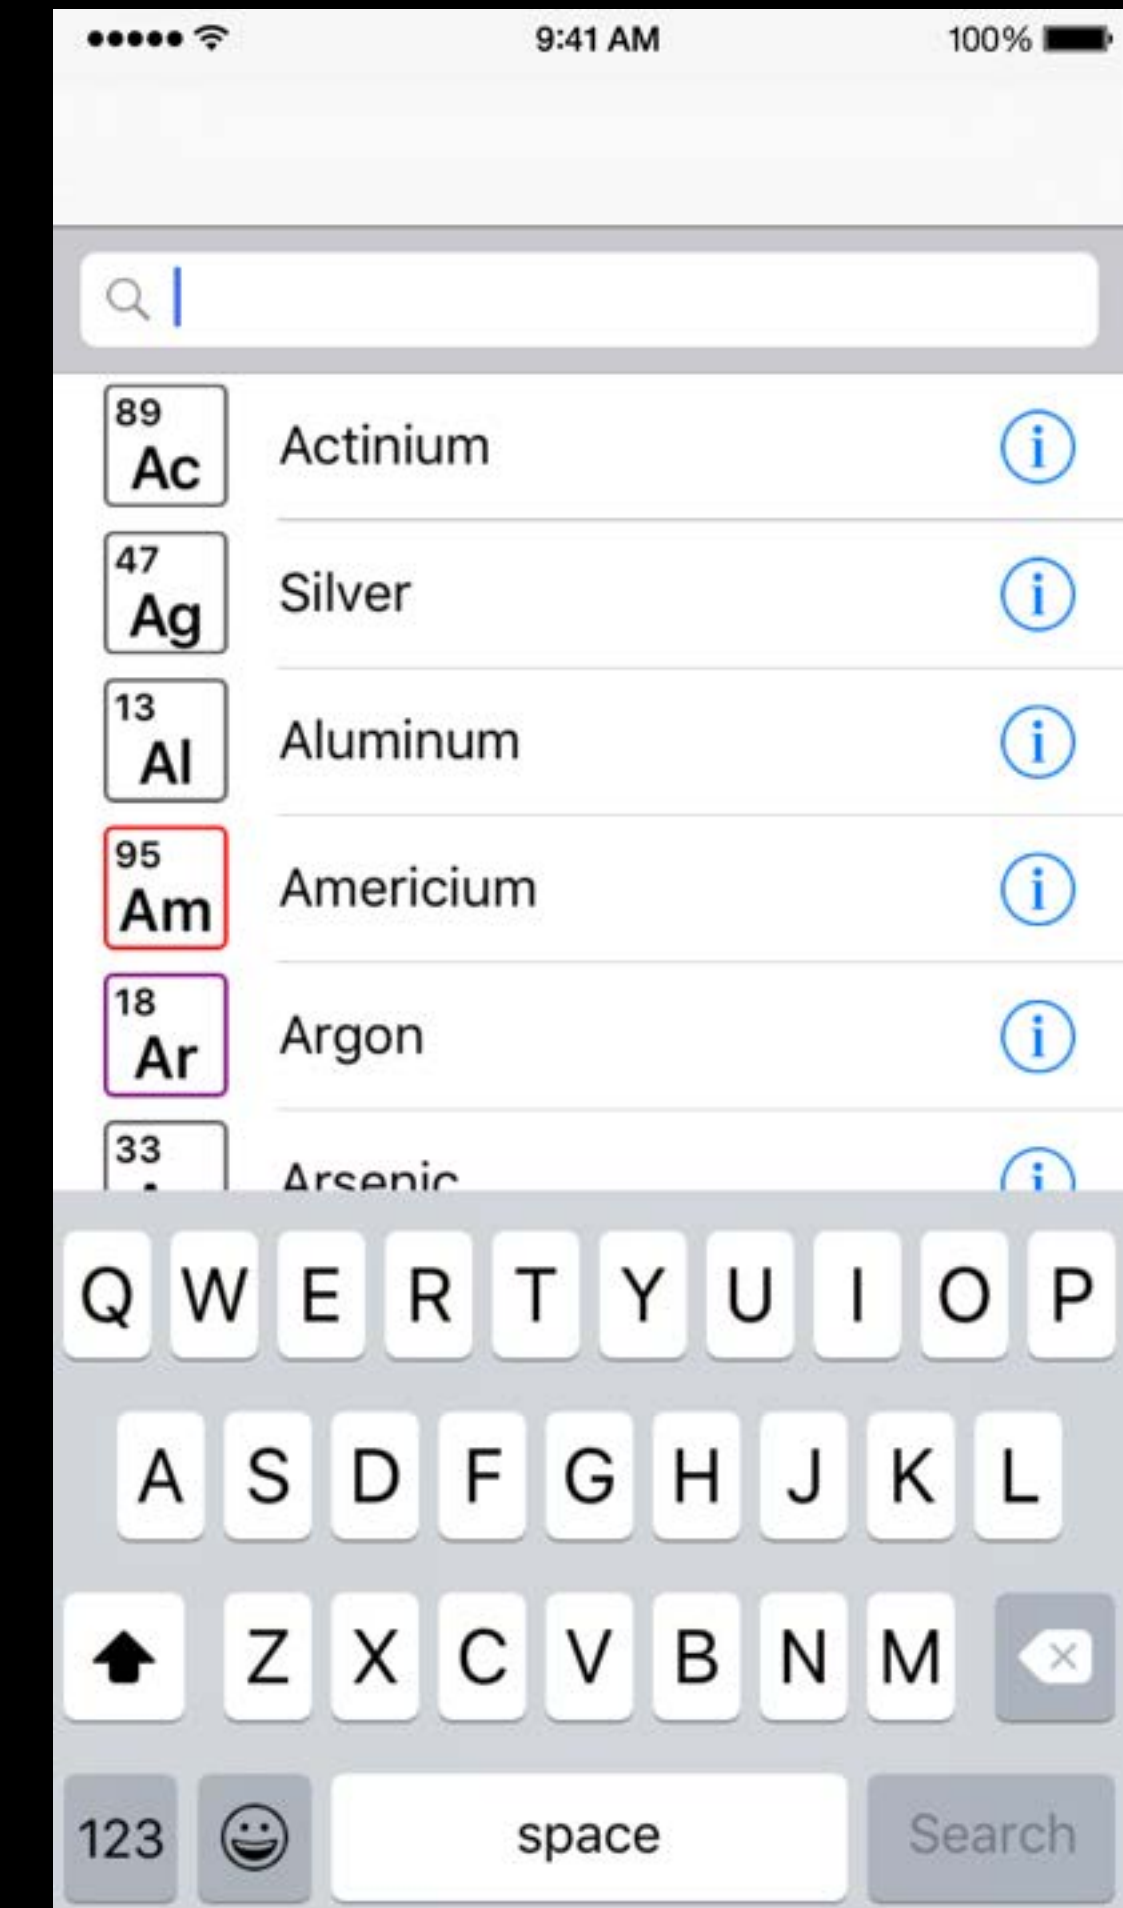 9:41 AM 100%
89
Ac Actinium
47
Ag Silver
13
Al Aluminum
95
Am Americium
18
Ar Argon
33
Arsenic
Q W E R T Y U I O P
A S D F G H J K L
Z X C V B N M
123 space Search